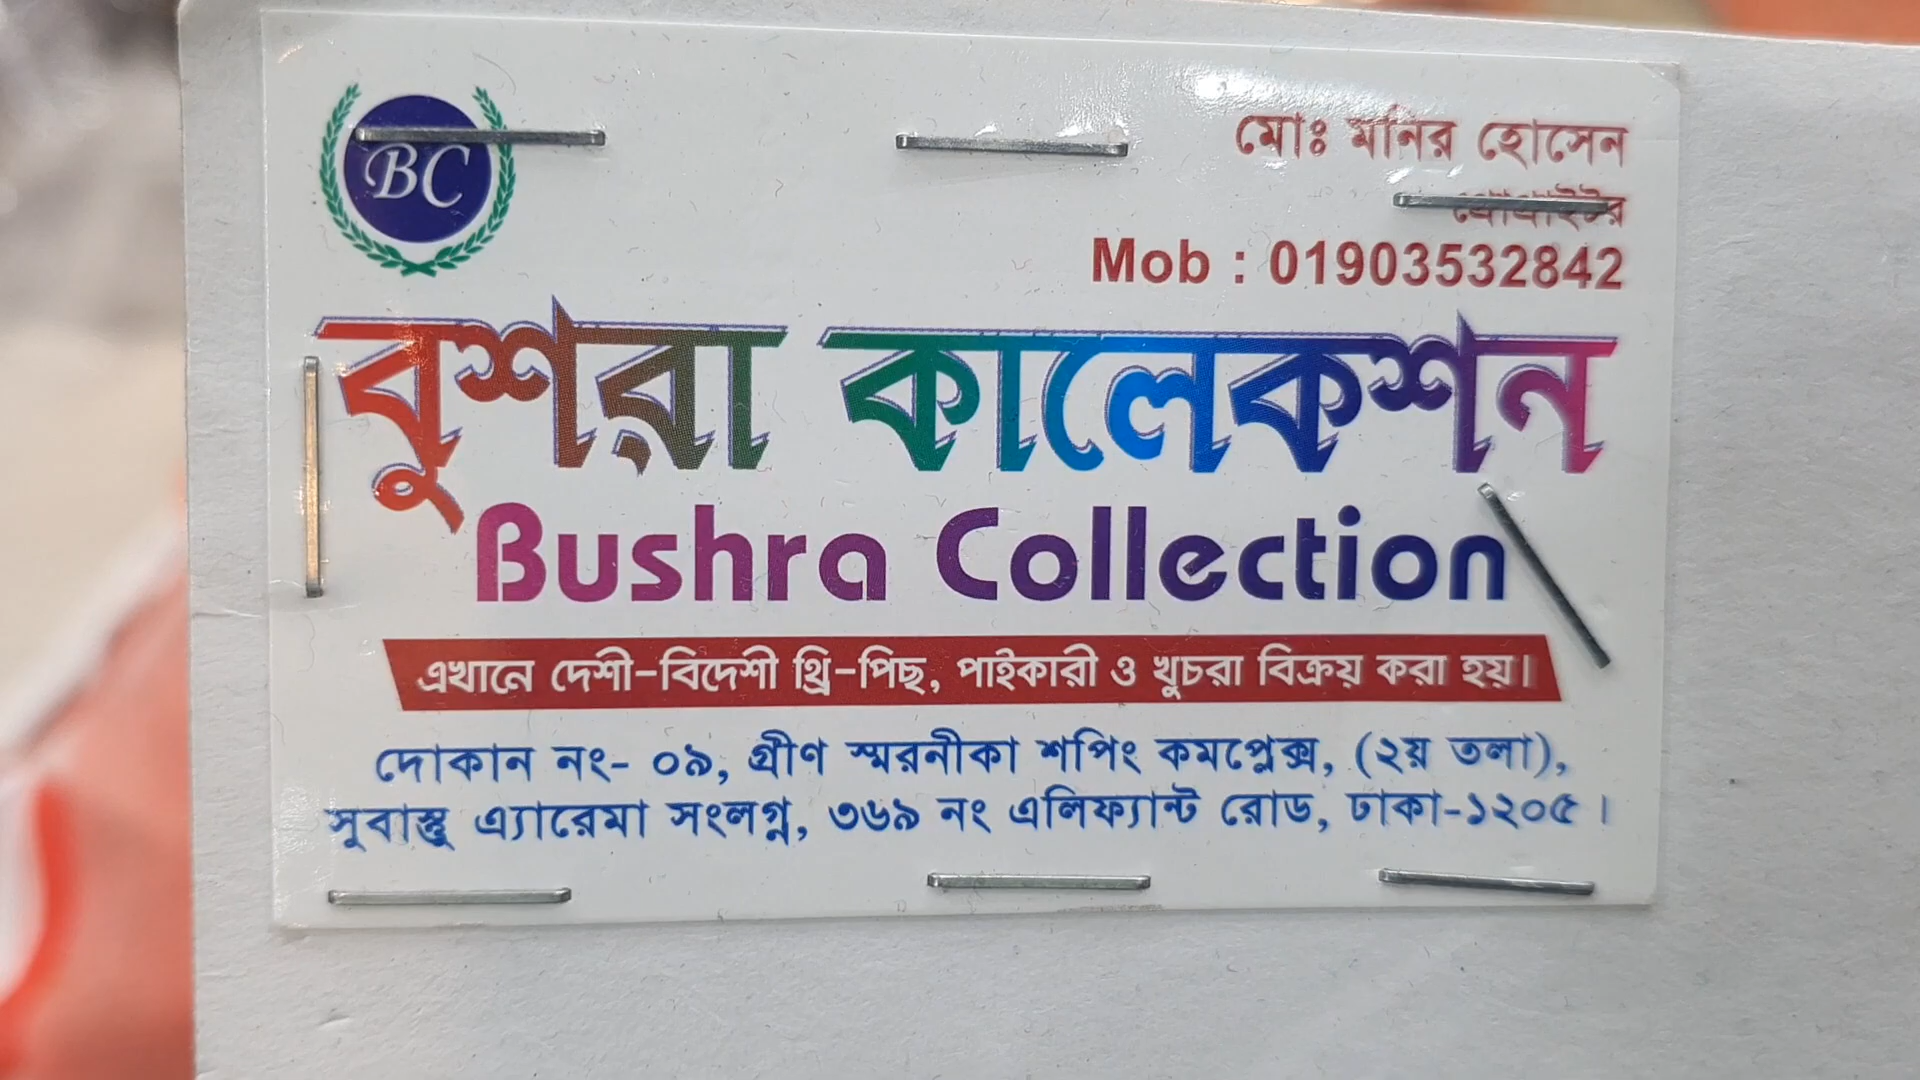 BC
মোঃ মনির হোসেন
প্রোপ্রাইটর
Mob : 01903532842
বুশরা কালেকশন
Bushra Collection
এখানে দেশী-বিদেশী থ্রি-পিছ, পাইকারী ও খুচরা বিক্রয় করা হয়।
দোকান নং- ০৯, গ্রীণ স্মরনীকা শপিং কমপ্লেক্স, (২য় তলা),
সুবাস্তু এ্যারেমা সংলগ্ন, ৩৬৯ নং এলিফ্যান্ট রোড, ঢাকা-১২০৫ ।